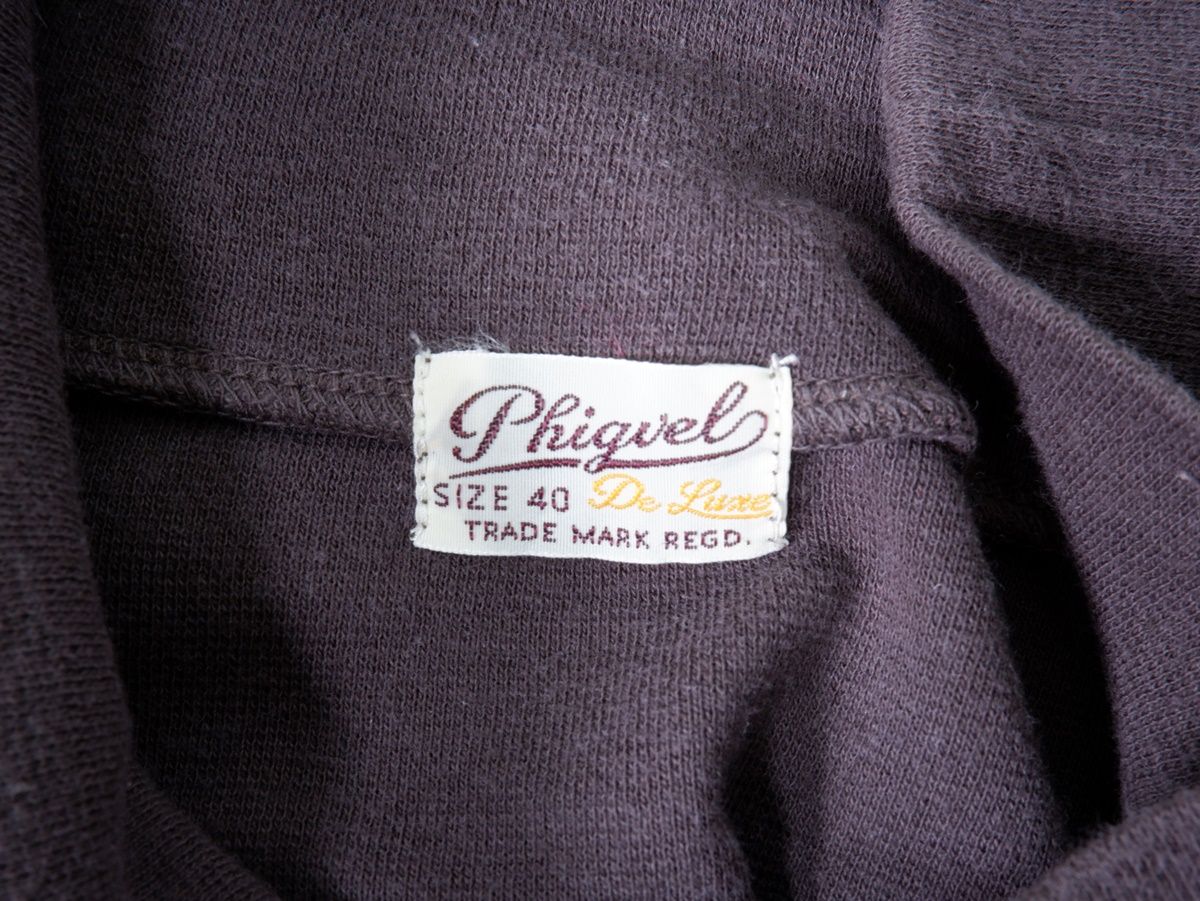 Phigvel
SIZE 40 De Luxe
TRADE MARK REGD.